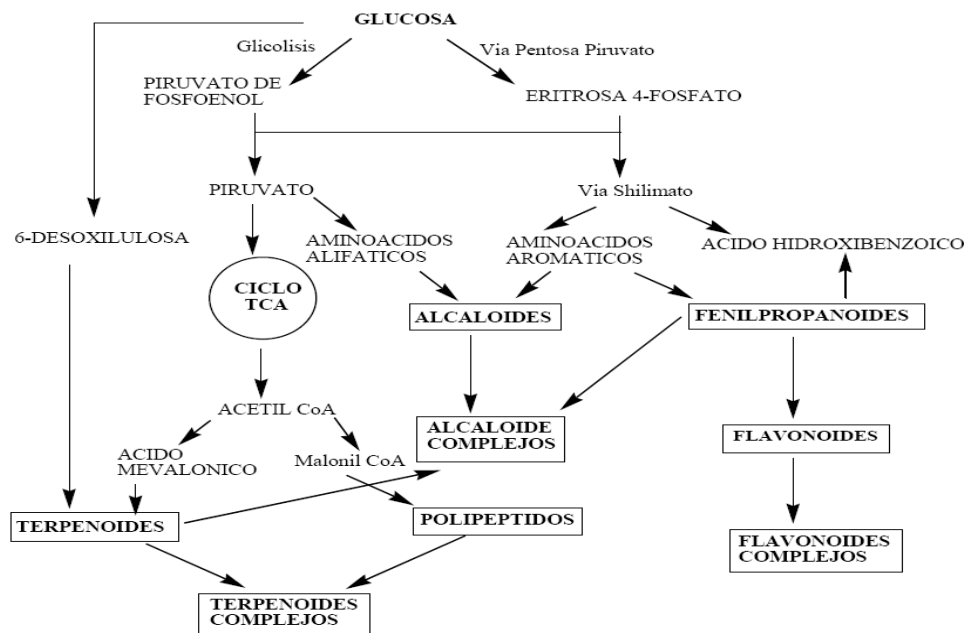 GLUCOSA
Glicolisis
Via Pentosa Piruvato
PIRUVATO DE
FOSFOENOL
ERITROSA 4-FOSFATO
PIRUVATO
Via Shilimato
6-DESOXILULOSA
AMINOACIDOS
ALIFATICOS
AMINOACIDOS
AROMATICOS
ACIDO HIDROXIBENZOICO
CICLO
TCA
ALCALOIDES
FENILPROPANOIDES
ACETIL CoA
ALCALOIDE
COMPLEJOS
FLAVONOIDES
ACIDO
MEVALONICO
Malonil CoA
TERPENOIDES
POLIPEPTIDOS
FLAVONOIDES
COMPLEJOS
TERPENOIDES
COMPLEJOS